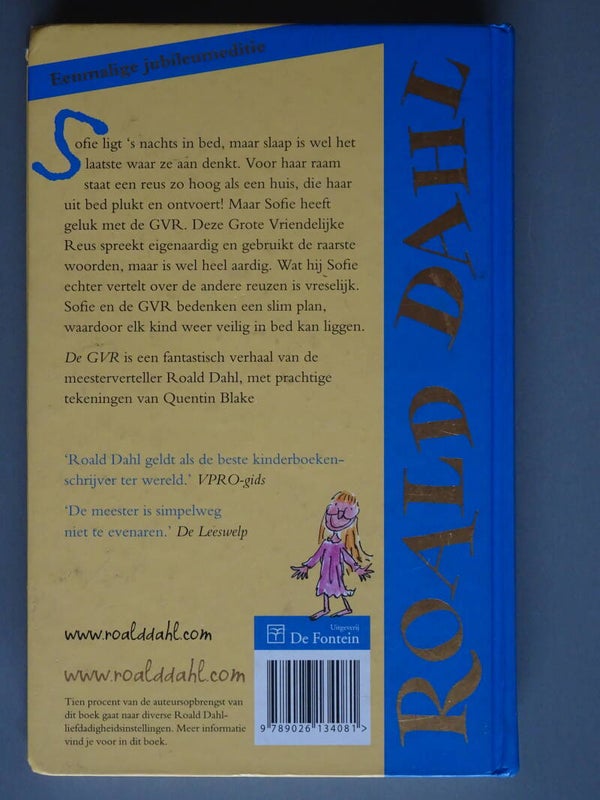 Eenmalige jubileumeditie
Sofie ligt 's nachts in bed, maar slaap is wel het
laatste waar ze aan denkt. Voor haar raam
staat een reus zo hoog als een huis, die haar
uit bed plukt en ontvoert! Maar Sofie heeft
geluk met de GVR. Deze Grote Vriendelijke
Reus spreekt eigenaardig en gebruikt de raarste
woorden, maar is wel heel aardig. Wat hij Sofie
echter vertelt over de andere reuzen is vreselijk.
Sofie en de GVR bedenken een slim plan,
waardoor elk kind weer veilig in bed kan liggen.
De GVR is een fantastisch verhaal van de
meesterverteller Roald Dahl, met prachtige
tekeningen van Quentin Blake
'Roald Dahl geldt als de beste kinderboeken-
schrijver ter wereld.' VPRO-gids
'De meester is simpelweg
niet te evenaren.' De Leeswelp
www.roalddahl.com
www.roalddahl.com
Tien procent van de auteursopbrengst van
dit boek gaat naar diverse Roald Dahl-
liefdadigheidsinstellingen. Meer informatie
vind je voor in dit boek.
Uitgeverij
De Fontein
9 789026 134081 >
ROALD DAHL